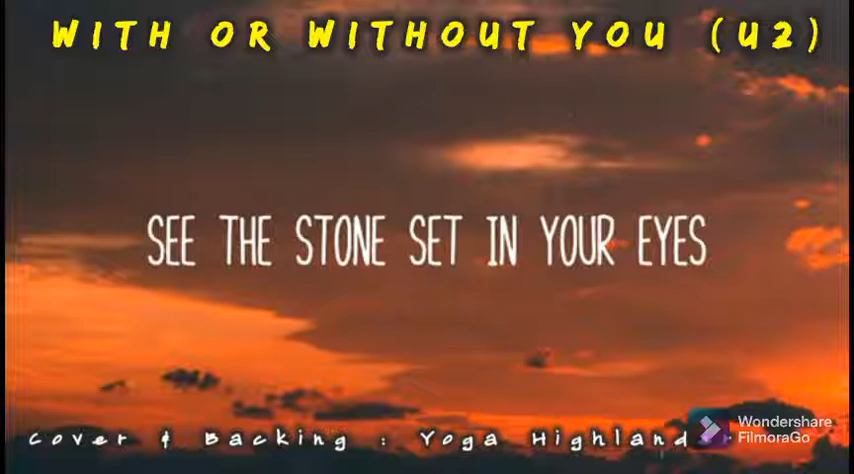 WITH OR WITHOUT YOU (U2)
SEE THE STONE SET IN YOUR EYES
Cover & Backing : Yoga Highland
Wondershare
FilmoraGo